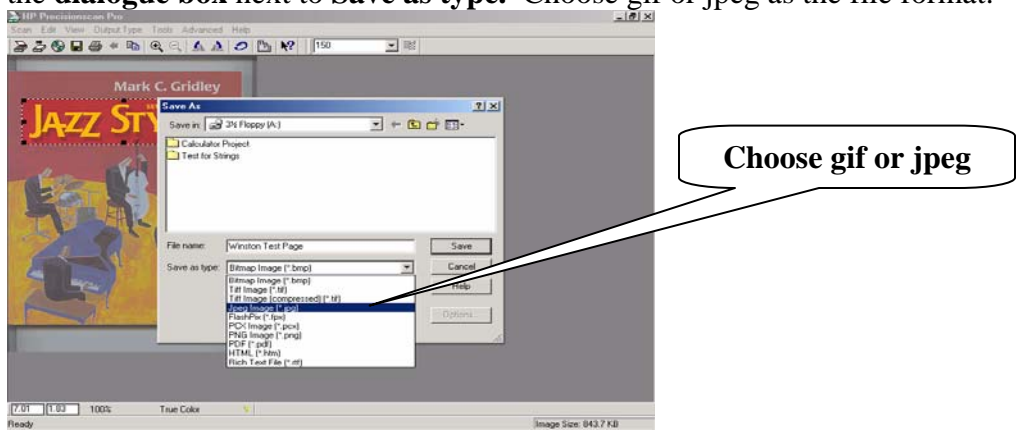 the dialogue box next to Save as type. Choose gif or jpeg as the file format.
HP Precisionscan Pro
Scan Edit View Output Type Tools Advanced Help
150
Mark C. Gridley
JAZZ STY
Save As
Save in: 3½ Floppy (A:)
Calculator Project
Test for Strings
Choose gif or jpeg
File name: Winston Test Page Save
Save as type: Bitmap Image (*.bmp) Cancel
Bitmap Image (*.bmp)
Help
Tiff Image (*.tif)
Tiff Image (compressed) (*.tif)
Jpeg Image (*.jpg)
FlashPix (*.fpx)
Options...
PCX Image (*.pcx)
PNG Image (*.png)
PDF (*.pdf)
HTML (*.htm)
Rich Text File (*.rtf)
7.01 1.83 100% True Color
Ready Image Size: 843.7 KB